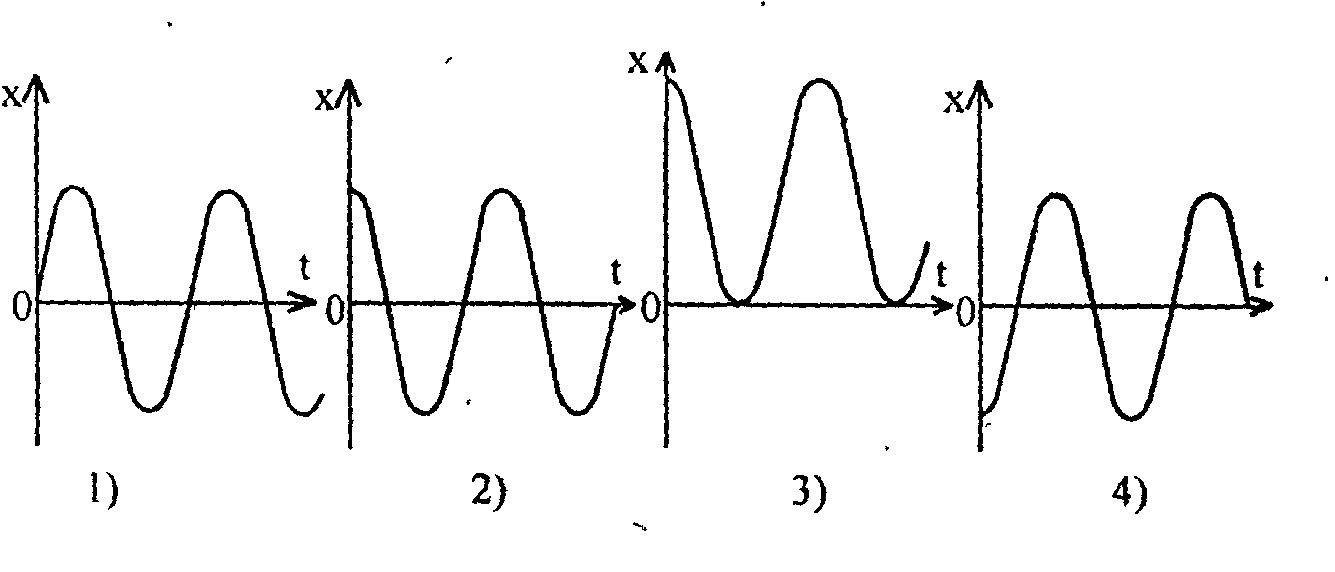 x x x x
t t t t
0 0 0 0
1) 2) 3) 4)